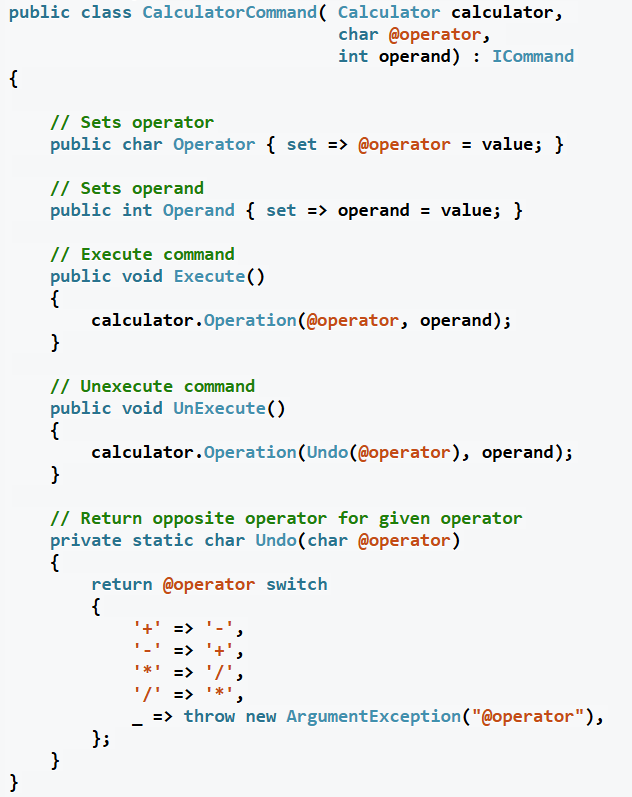 public class CalculatorCommand( Calculator calculator,
                                char @operator,
                                int operand) : ICommand
{

    // Sets operator
    public char Operator { set => @operator = value; }

    // Sets operand
    public int Operand { set => operand = value; }

    // Execute command
    public void Execute()
    {
        calculator.Operation(@operator, operand);
    }

    // Unexecute command
    public void UnExecute()
    {
        calculator.Operation(Undo(@operator), operand);
    }

    // Return opposite operator for given operator
    private static char Undo(char @operator)
    {
        return @operator switch
        {
            '+' => '-',
            '-' => '+',
            '*' => '/',
            '/' => '*',
            _ => throw new ArgumentException("@operator"),
        };
    }
}